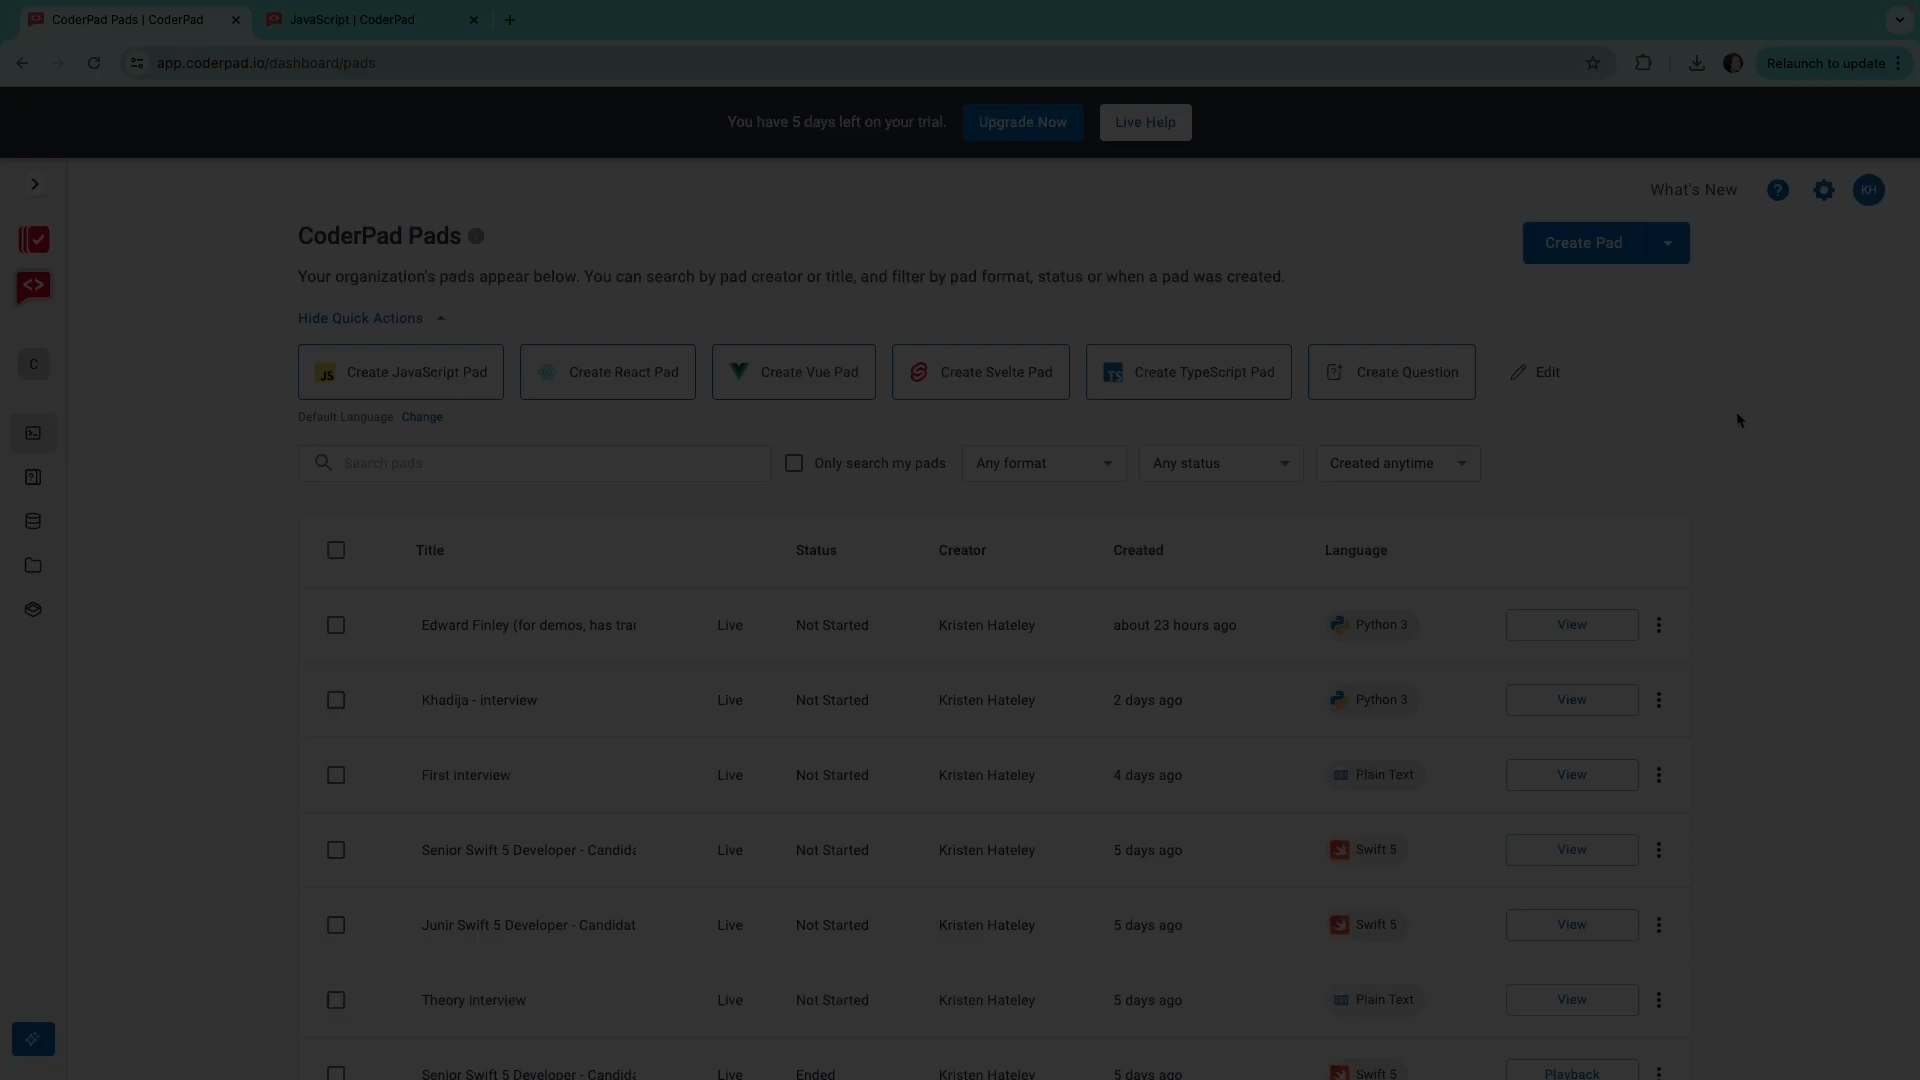 CoderPad Pads | CoderPad
JavaScript | CoderPad
app.coderpad.io/dashboard/pads
Relaunch to update
You have 5 days left on your trial.
Upgrade Now
Live Help
What's New
?
KH
CoderPad Pads
Create Pad
Your organization's pads appear below. You can search by pad creator or title, and filter by pad format, status or when a pad was created.
Hide Quick Actions
JS Create JavaScript Pad
Create React Pad
Create Vue Pad
Create Svelte Pad
TS Create TypeScript Pad
Create Question
Edit
C
Default Language Change
Search pads
Only search my pads
Any format
Any status
Created anytime
Title Status Creator Created Language
Edward Finley (for demos, has trar Live Not Started Kristen Hateley about 23 hours ago Python 3 View
Khadija - interview Live Not Started Kristen Hateley 2 days ago Python 3 View
First interview Live Not Started Kristen Hateley 4 days ago Plain Text View
Senior Swift 5 Developer - Candida Live Not Started Kristen Hateley 5 days ago Swift 5 View
Junir Swift 5 Developer - Candidat Live Not Started Kristen Hateley 5 days ago Swift 5 View
Theory interview Live Not Started Kristen Hateley 5 days ago Plain Text View
Senior Swift 5 Developer - Candida Live Ended Kristen Hateley 5 days ago Swift 5 Playback